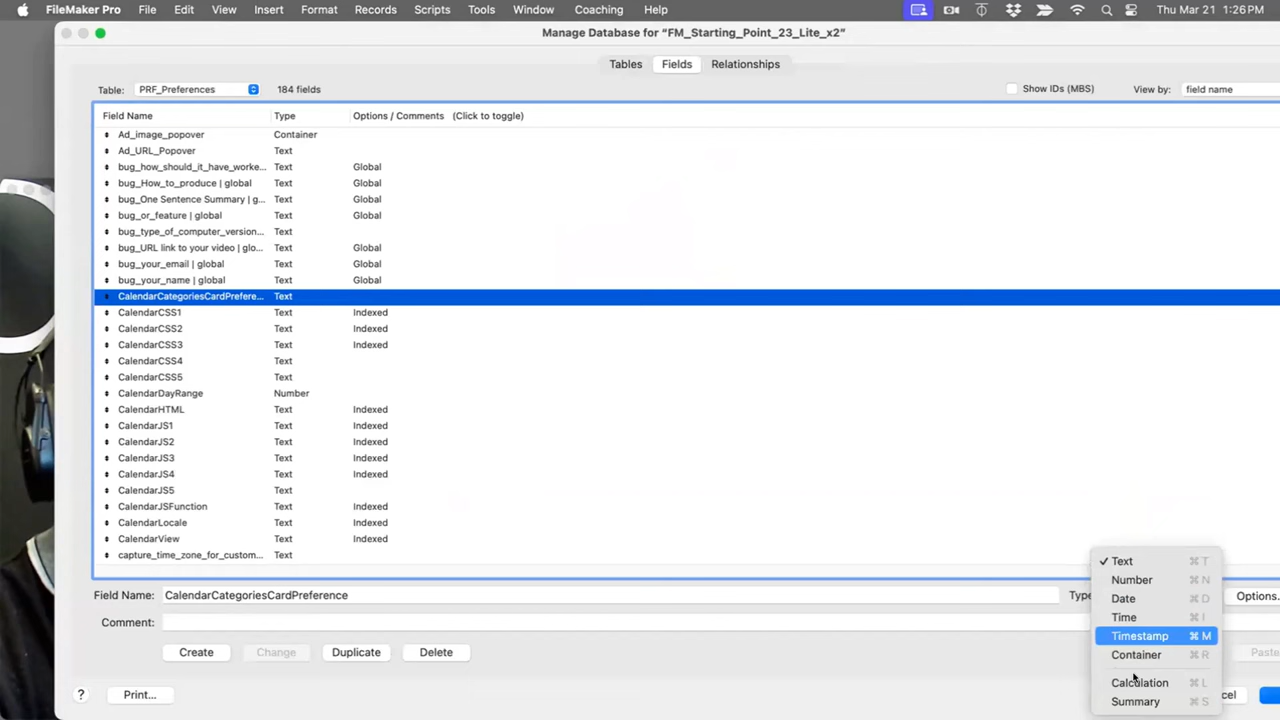 FileMaker Pro File Edit View Insert Format Records Scripts Tools Window Coaching Help Thu Mar 21 1:26 PM
Manage Database for “FM_Starting_Point_23_Lite_x2”
Tables Fields Relationships
Table: PRF_Preferences 184 fields Show IDs (MBS) View by: field name
Field Name Type Options / Comments (Click to toggle)
Ad_image_popover Container
Ad_URL_Popover Text
bug_how_should_it_have_worke... Text Global
bug_How_to_produce | global Text Global
bug_One Sentence Summary | g... Text Global
bug_or_feature | global Text Global
bug_type_of_computer_version... Text
bug_URL link to your video | glo... Text Global
bug_your_email | global Text Global
bug_your_name | global Text Global
CalendarCategoriesCardPrefere... Text
CalendarCSS1 Text Indexed
CalendarCSS2 Text Indexed
CalendarCSS3 Text Indexed
CalendarCSS4 Text
CalendarCSS5 Text
CalendarDayRange Number
CalendarHTML Text Indexed
CalendarJS1 Text Indexed
CalendarJS2 Text Indexed
CalendarJS3 Text Indexed
CalendarJS4 Text Indexed
CalendarJS5 Text
CalendarJSFunction Text Indexed
CalendarLocale Text Indexed
CalendarView Text Indexed
capture_time_zone_for_custom... Text
✓ Text ⌘ T
Number ⌘ N
Date ⌘ D
Time ⌘ I
Timestamp ⌘ M
Container ⌘ R
Calculation ⌘ L
Summary ⌘ S
Field Name: CalendarCategoriesCardPreference Type Options...
Comment:
Create Change Duplicate Delete Paste
? Print... cel